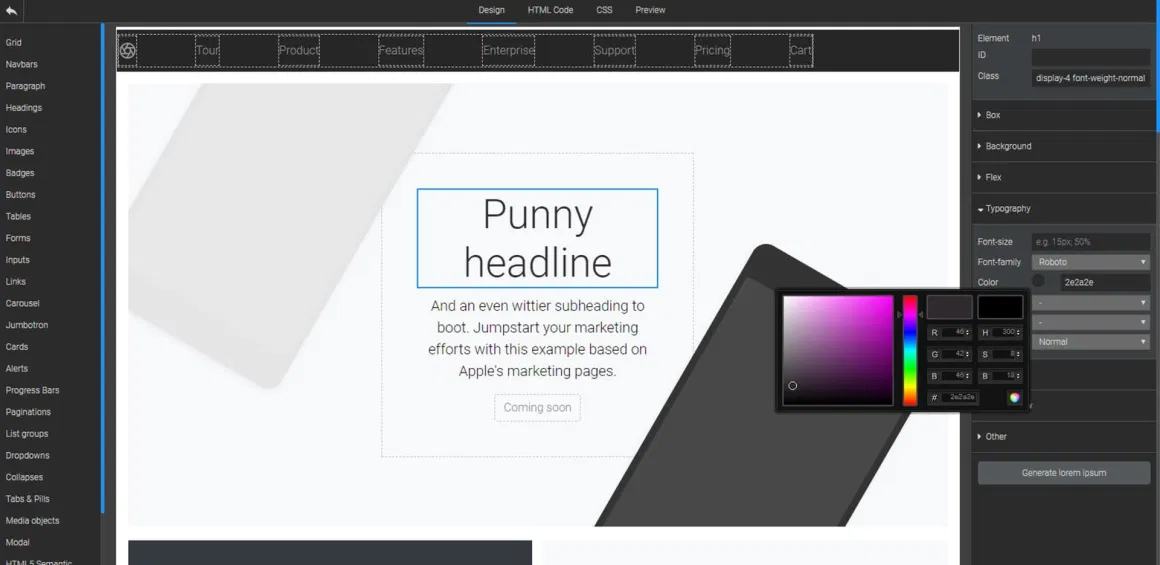 Design HTML Code CSS Preview
Grid
Navbars
Paragraph
Headings
Icons
Images
Badges
Buttons
Tables
Forms
Inputs
Links
Carousel
Jumbotron
Cards
Alerts
Progress Bars
Paginations
List groups
Dropdowns
Collapses
Tabs & Pills
Media objects
Modal
HTML5 Semantic
Tour Product Features Enterprise Support Pricing Cart
Punny
headline
And an even wittier subheading to
boot. Jumpstart your marketing
efforts with this example based on
Apple's marketing pages.
Coming soon
Element h1
ID
Class display-4 font-weight-normal
Box
Background
Flex
Typography
Font-size e.g. 15px; 50%
Font-family Roboto
Color 2e2a2e
-
-
Normal
R 46 H 300
G 42 S 8
B 46 B 18
# 2e2a2e
Other
Generate lorem ipsum